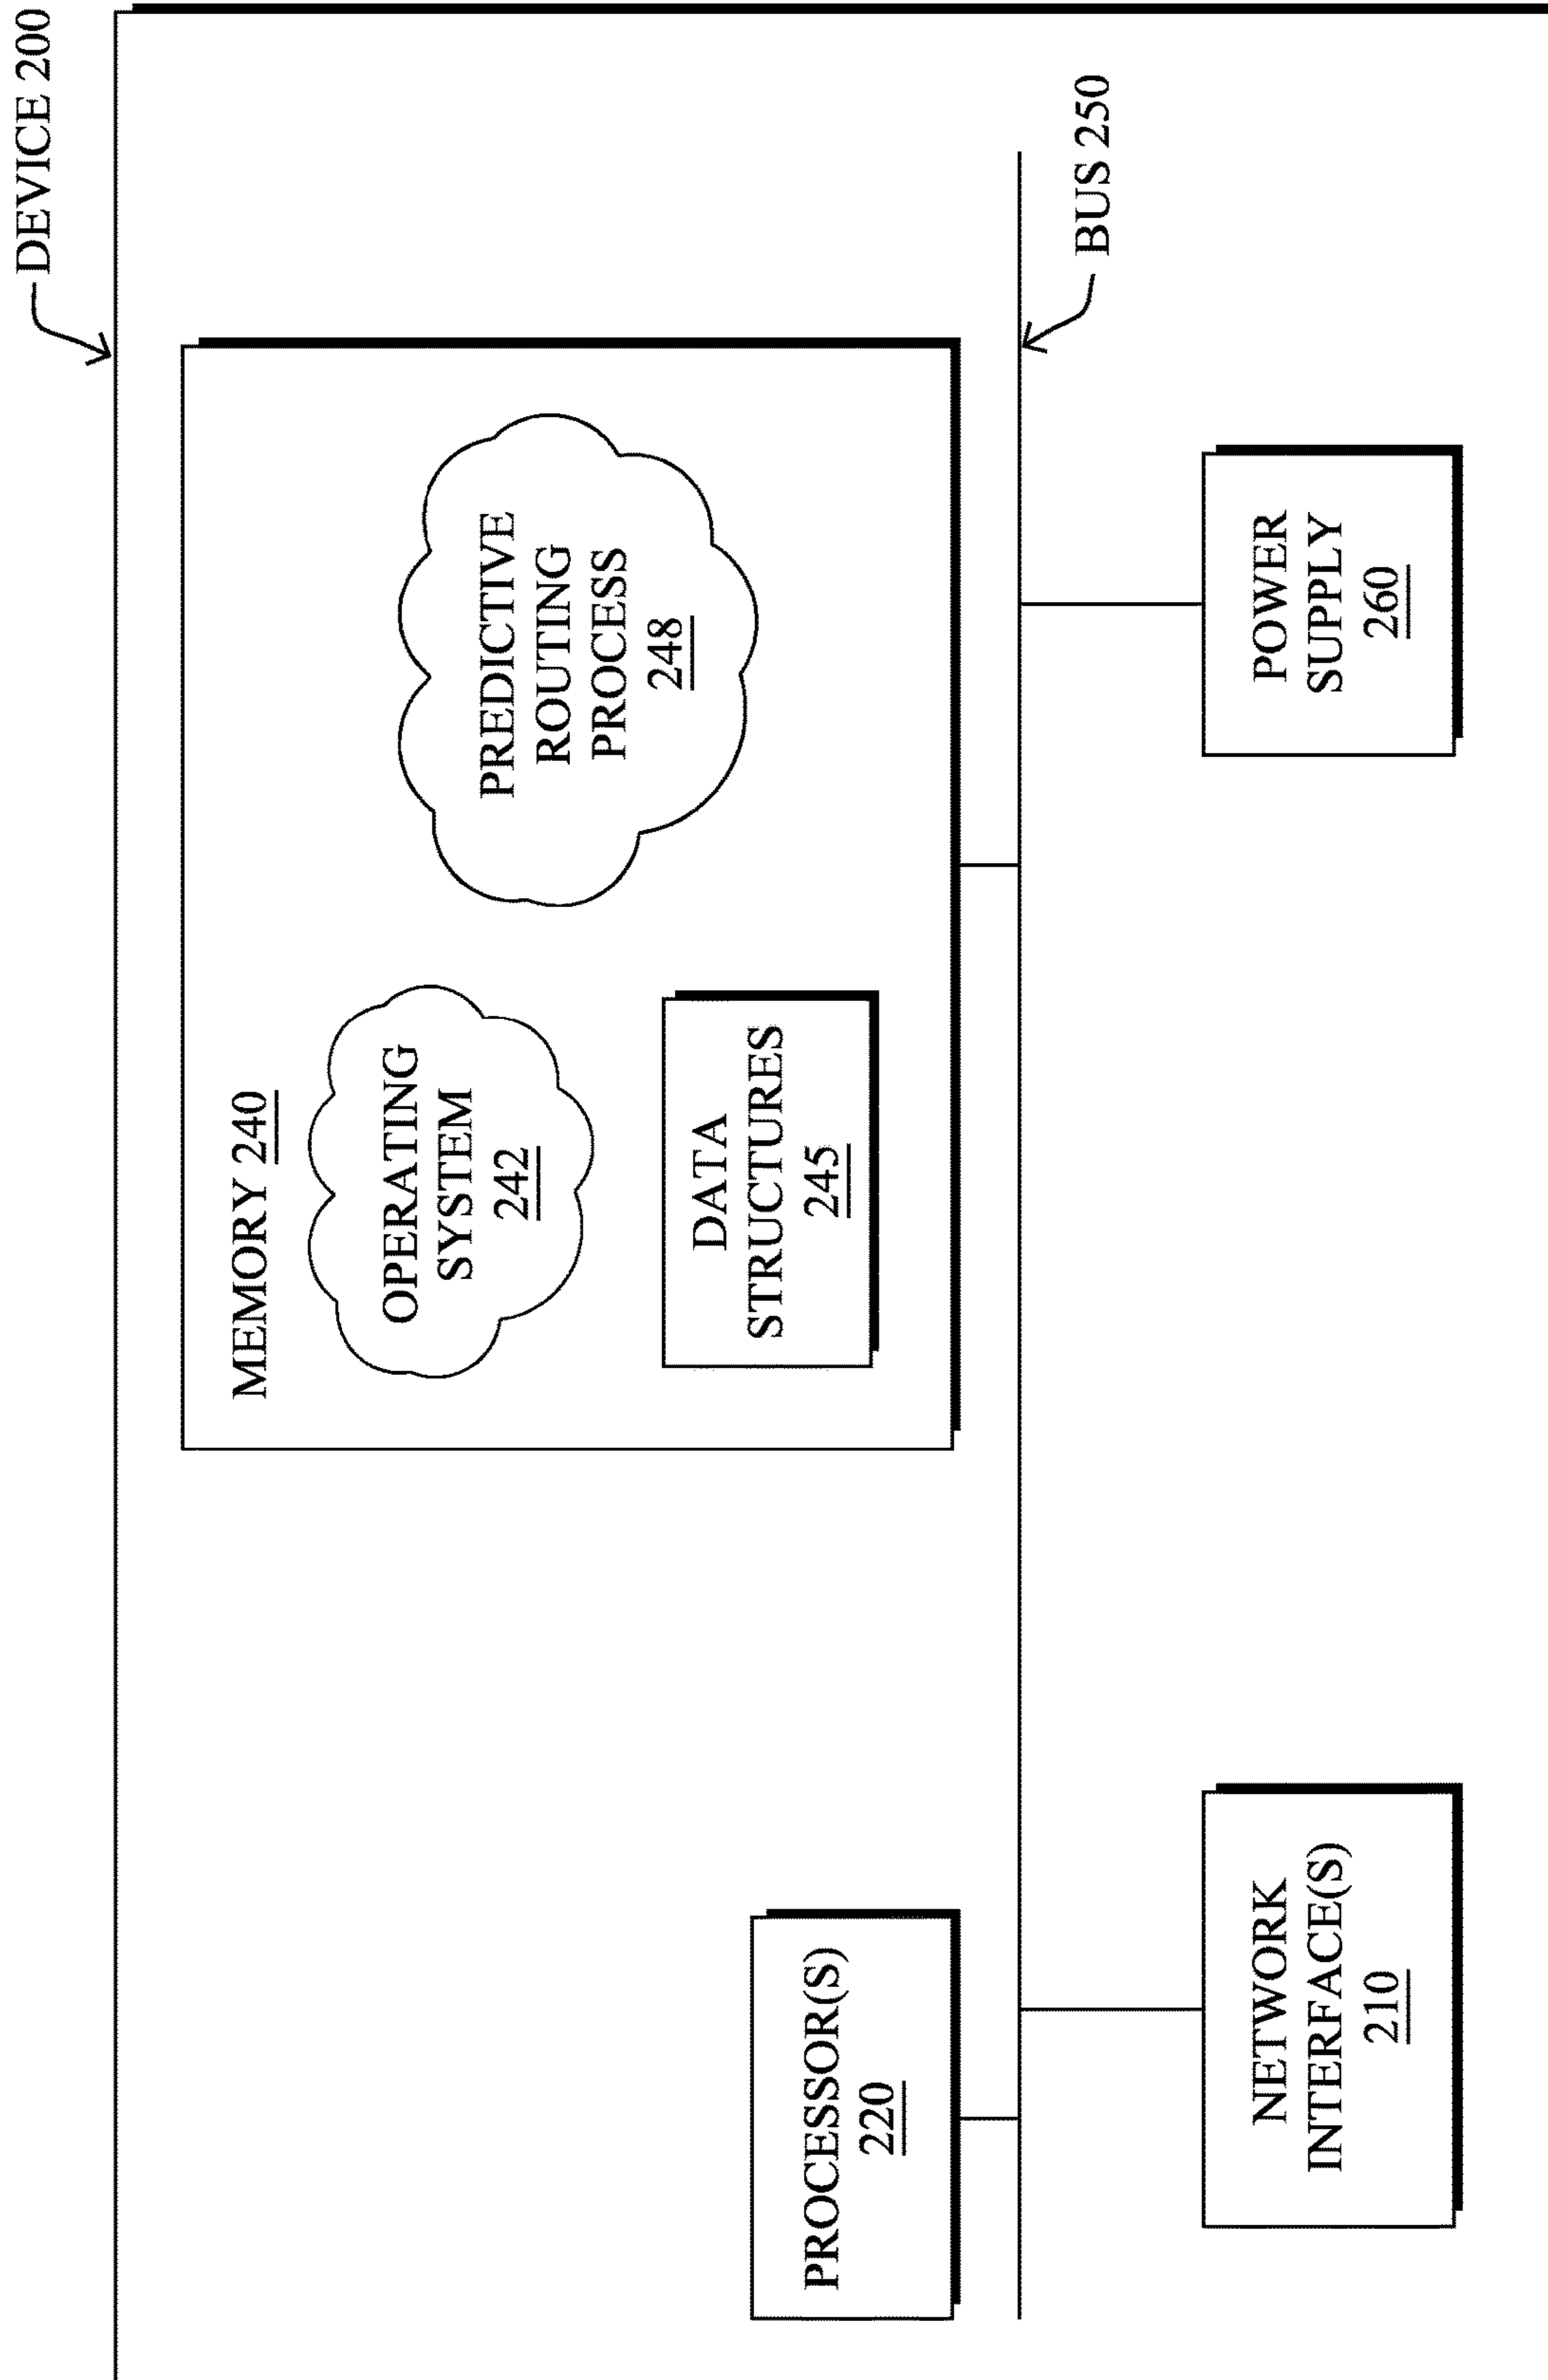 DEVICE 200
MEMORY 240
OPERATING
SYSTEM
242
DATA
STRUCTURES
245
PREDICTIVE
ROUTING
PROCESS
248
PROCESSOR(S)
220
BUS 250
NETWORK
INTERFACE(S)
210
POWER
SUPPLY
260